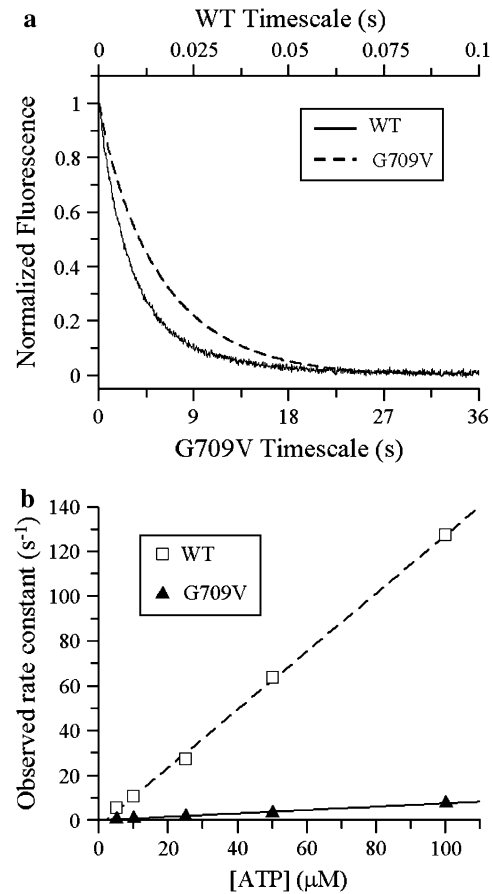 a
WT Timescale (s)
0 0.025 0.05 0.075 0.1
Normalized Fluorescence
1
0.8
0.6
0.4
0.2
0
WT
G709V
0 9 18 27 36
G709V Timescale (s)
b
Observed rate constant (s⁻¹)
140
120
100
80
60
40
20
0
WT
G709V
0 20 40 60 80 100
[ATP] (μM)